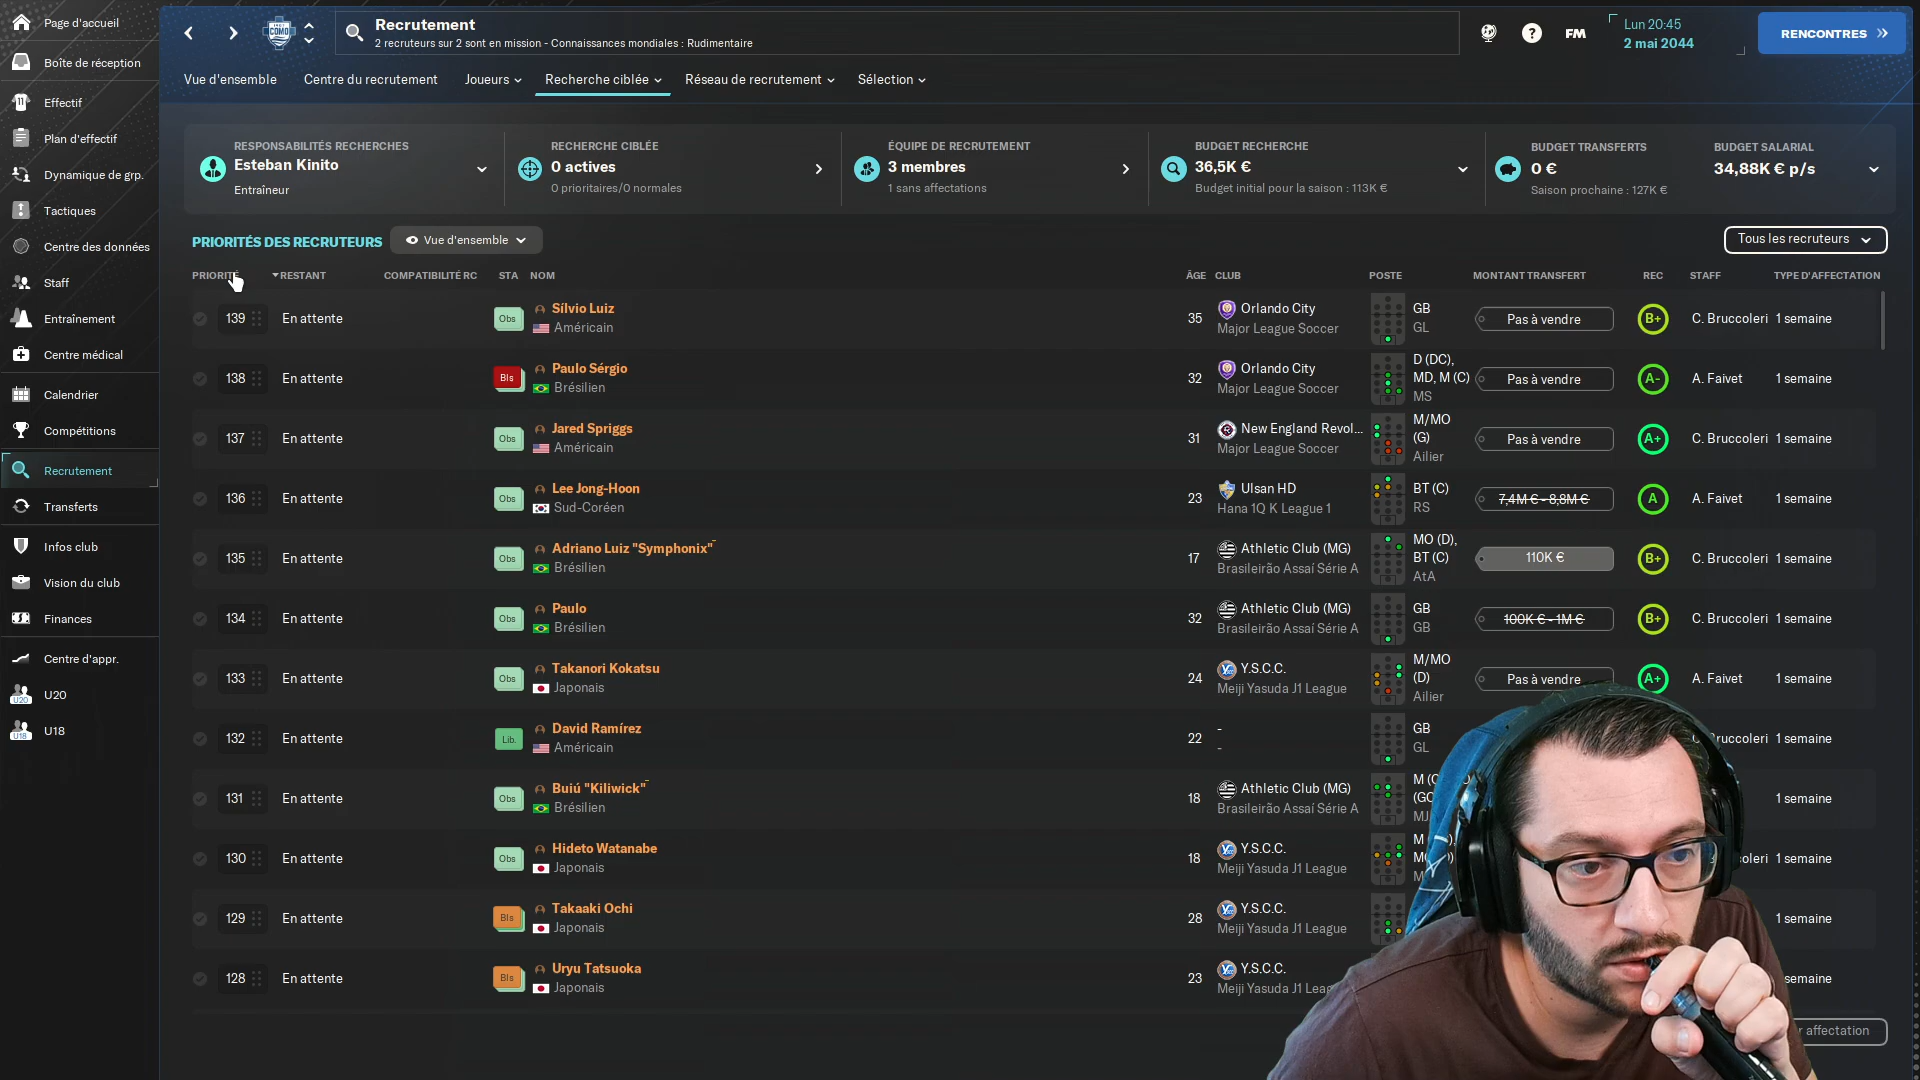 Page d'accueil
Boîte de réception
Effectif
Plan d'effectif
Dynamique de grp.
Tactiques
Centre des données
Staff
Entraînement
Centre médical
Calendrier
Compétitions
Recrutement
Transferts
Infos club
Vision du club
Finances
Centre d'appr.
U20
U18
Recrutement
2 recruteurs sur 2 sont en mission - Connaissances mondiales : Rudimentaire
FM
Lun 20:45
2 mai 2044
RENCONTRES
Vue d'ensemble Centre du recrutement Joueurs Recherche ciblée Réseau de recrutement Sélection
RESPONSABILITÉS RECHERCHES
Esteban Kinito
Entraîneur
RECHERCHE CIBLÉE
0 actives
0 prioritaires/0 normales
ÉQUIPE DE RECRUTEMENT
3 membres
1 sans affectations
BUDGET RECHERCHE
36,5K €
Budget initial pour la saison : 113K €
BUDGET TRANSFERTS
0 €
Saison prochaine : 127K €
BUDGET SALARIAL
34,88K € p/s
PRIORITÉS DES RECRUTEURS Vue d'ensemble Tous les recruteurs
PRIORITÉ RESTANT COMPATIBILITÉ RC STA NOM ÂGE CLUB POSTE MONTANT TRANSFERT REC STAFF TYPE D'AFFECTATION
139 En attente Obs Sílvio Luiz 35 Orlando City GB Pas à vendre B+ C. Bruccoleri 1 semaine
Américain Major League Soccer GL
138 En attente Bls Paulo Sérgio 32 Orlando City D (DC), MD, M (C) Pas à vendre A- A. Faivet 1 semaine
Brésilien Major League Soccer MS
137 En attente Obs Jared Spriggs 31 New England Revol... M/MO (G) Pas à vendre A+ C. Bruccoleri 1 semaine
Américain Major League Soccer Ailier
136 En attente Obs Lee Jong-Hoon 23 Ulsan HD BT (C) 7,4M € - 8,8M € A A. Faivet 1 semaine
Sud-Coréen Hana 1Q K League 1 RS
135 En attente Obs Adriano Luiz "Symphonix" 17 Athletic Club (MG) MO (D), BT (C) 110K € B+ C. Bruccoleri 1 semaine
Brésilien Brasileirão Assaí Série A AtA
134 En attente Obs Paulo 32 Athletic Club (MG) GB 100K € - 1M € B+ C. Bruccoleri 1 semaine
Brésilien Brasileirão Assaí Série A GB
133 En attente Obs Takanori Kokatsu 24 Y.S.C.C. M/MO (D) Pas à vendre A+ A. Faivet 1 semaine
Japonais Meiji Yasuda J1 League Ailier
132 En attente Lib. David Ramírez 22 - GB Bruccoleri 1 semaine
Américain - GL
131 En attente Obs Buiú "Kiliwick" 18 Athletic Club (MG) M 1 semaine
Brésilien Brasileirão Assaí Série A
130 En attente Obs Hideto Watanabe 18 Y.S.C.C. M 1 semaine
Japonais Meiji Yasuda J1 League
129 En attente Bls Takaaki Ochi 28 Y.S.C.C. 1 semaine
Japonais Meiji Yasuda J1 League
128 En attente Bls Uryu Tatsuoka 23 Y.S.C.C. semaine
Japonais Meiji Yasuda J1 Leag
affectation